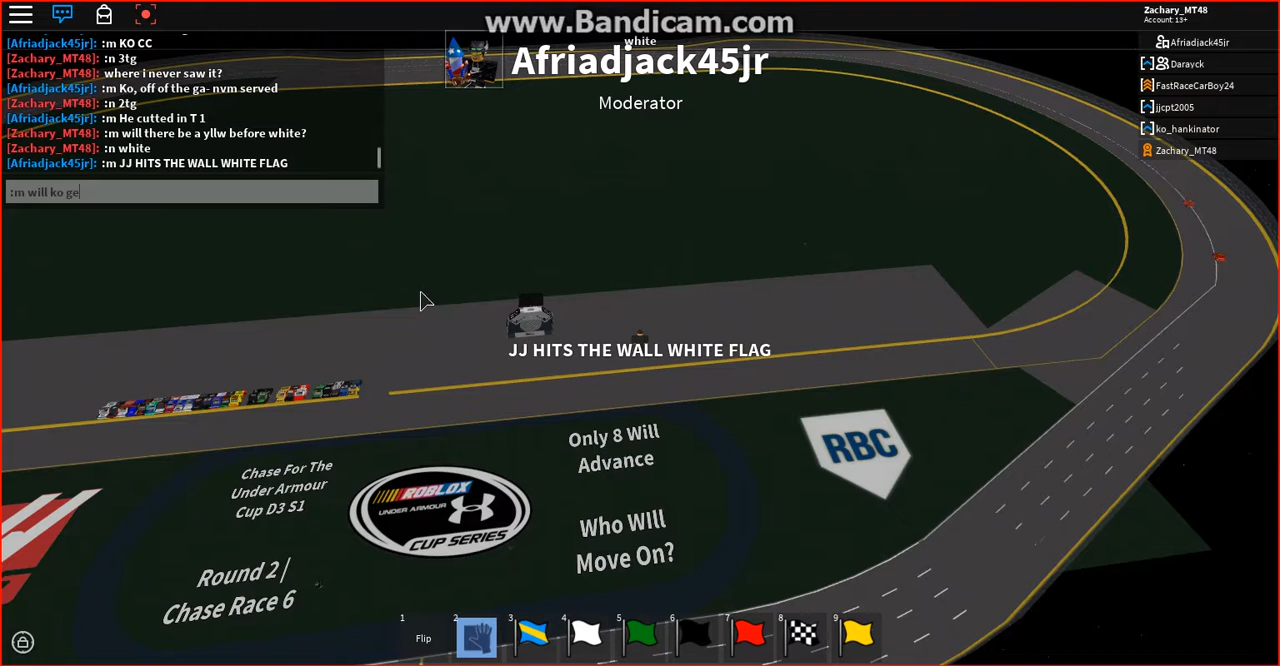 www.Bandicam.com
Zachary_MT48
Account: 13+
[Afriadjack45jr]: :m KO CC
[Zachary_MT48]: :n 3tg
[Zachary_MT48]: where i never saw it?
[Afriadjack45jr]: :m Ko, off of the ga- nvm served
[Zachary_MT48]: :n 2tg
[Afriadjack45jr]: :m He cutted in T 1
[Zachary_MT48]: :m will there be a yllw before white?
[Zachary_MT48]: :n white
[Afriadjack45jr]: :m JJ HITS THE WALL WHITE FLAG
:m will ko ge
white
Afriadjack45jr
Moderator
Afriadjack45jr
Darayck
FastRaceCarBoy24
jjcpt2005
ko_hankinator
Zachary_MT48
JJ HITS THE WALL WHITE FLAG
Chase For The
Under Armour
Cup D3 S1
Round 2 /
Chase Race 6
ROBLOX
UNDER ARMOUR
CUP SERIES
Only 8 Will
Advance
Who WIll
Move On?
RBC
1
Flip
2
3
4
5
6
7
8
9